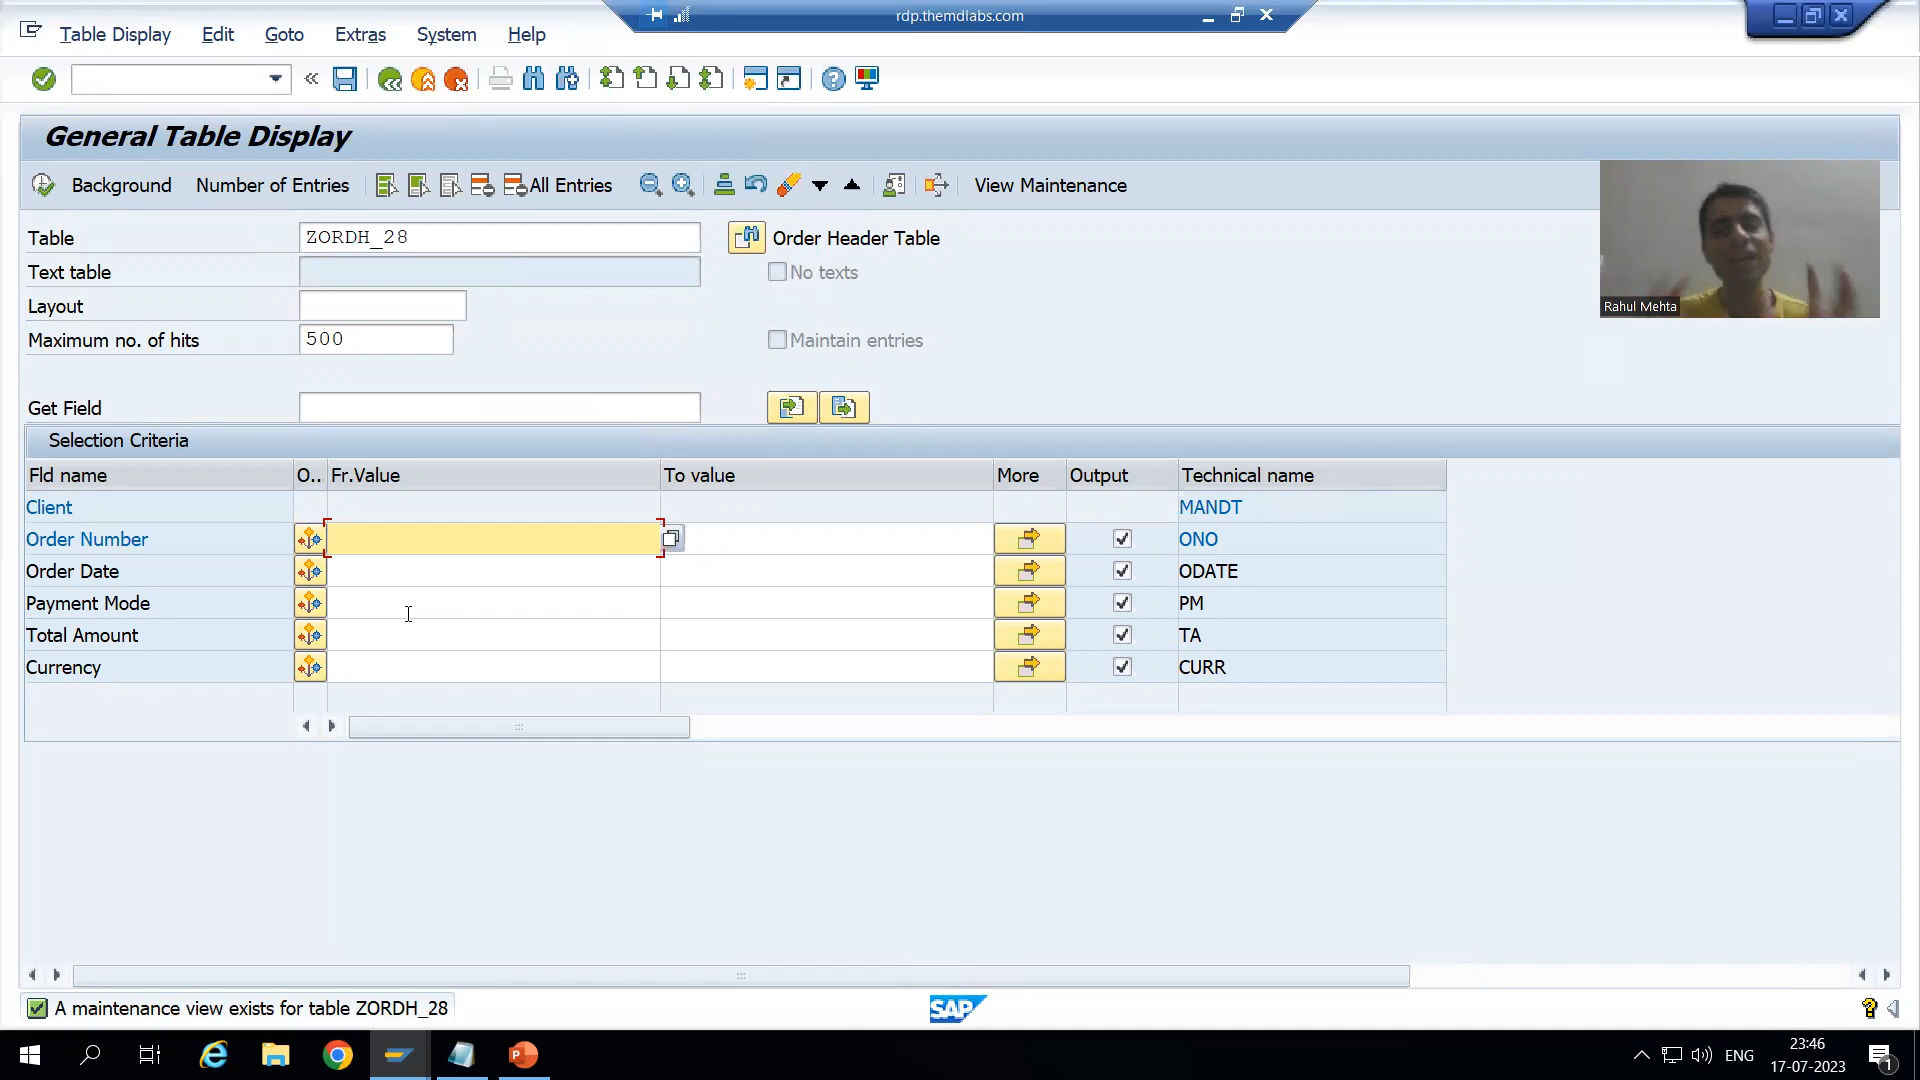 rdp.themdlabs.com
Table Display Edit Goto Extras System Help
General Table Display
Background Number of Entries All Entries View Maintenance
Table ZORDH_28 Order Header Table
Text table No texts
Layout
Maximum no. of hits 500 Maintain entries
Get Field
Selection Criteria
Fld name O.. Fr.Value To value More Output Technical name
Client MANDT
Order Number ONO
Order Date ODATE
Payment Mode PM
Total Amount TA
Currency CURR
Rahul Mehta
A maintenance view exists for table ZORDH_28
SAP
ENG
23:46
17-07-2023
1